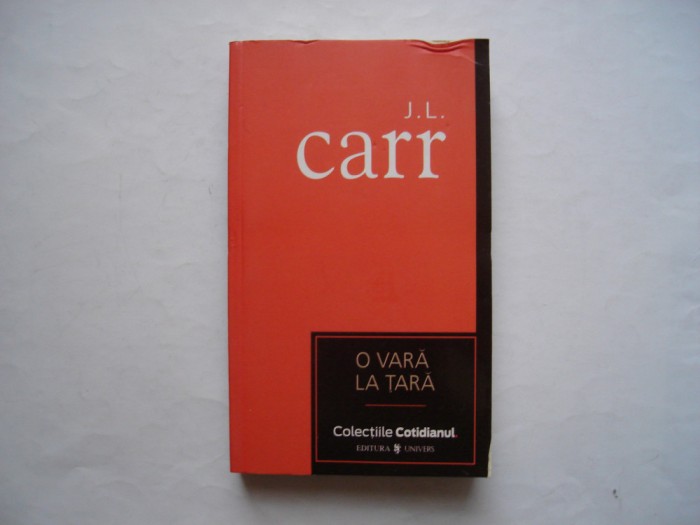 J.L.
carr
O VARĂ
LA ȚARĂ
Colecțiile Cotidianul.
EDITURA UNIVERS